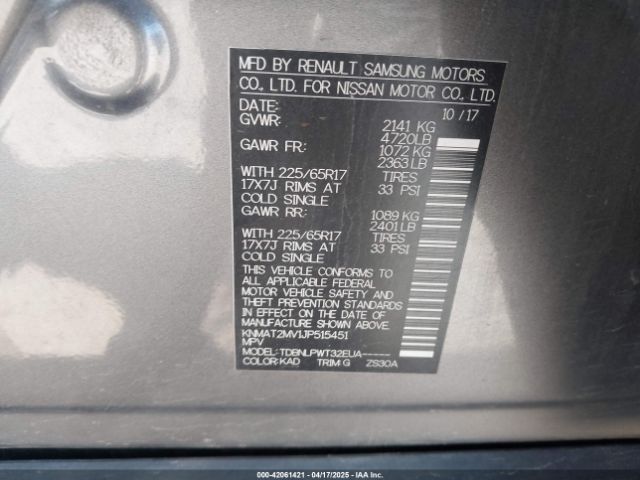 MFD BY RENAULT SAMSUNG MOTORS
CO., LTD. FOR NISSAN MOTOR CO., LTD.
DATE: 10/17
GVWR: 2141 KG
4720LB
GAWR FR: 1072 KG
2363LB
WITH 225/65R17 TIRES
17X7J RIMS AT 33 PSI
COLD SINGLE
GAWR RR: 1089 KG
2401LB
WITH 225/65R17 TIRES
17X7J RIMS AT 33 PSI
COLD SINGLE
THIS VEHICLE CONFORMS TO
ALL APPLICABLE FEDERAL
MOTOR VEHICLE SAFETY AND
THEFT PREVENTION STANDARDS
IN EFFECT ON THE DATE OF
MANUFACTURE SHOWN ABOVE.
KNMAT2MV1JP515451
MPV
MODEL: TDBNLPWT32EUA-----
COLOR: KAD TRIM: G ZS30A
000-42061421 - 04/17/2025 - IAA Inc.